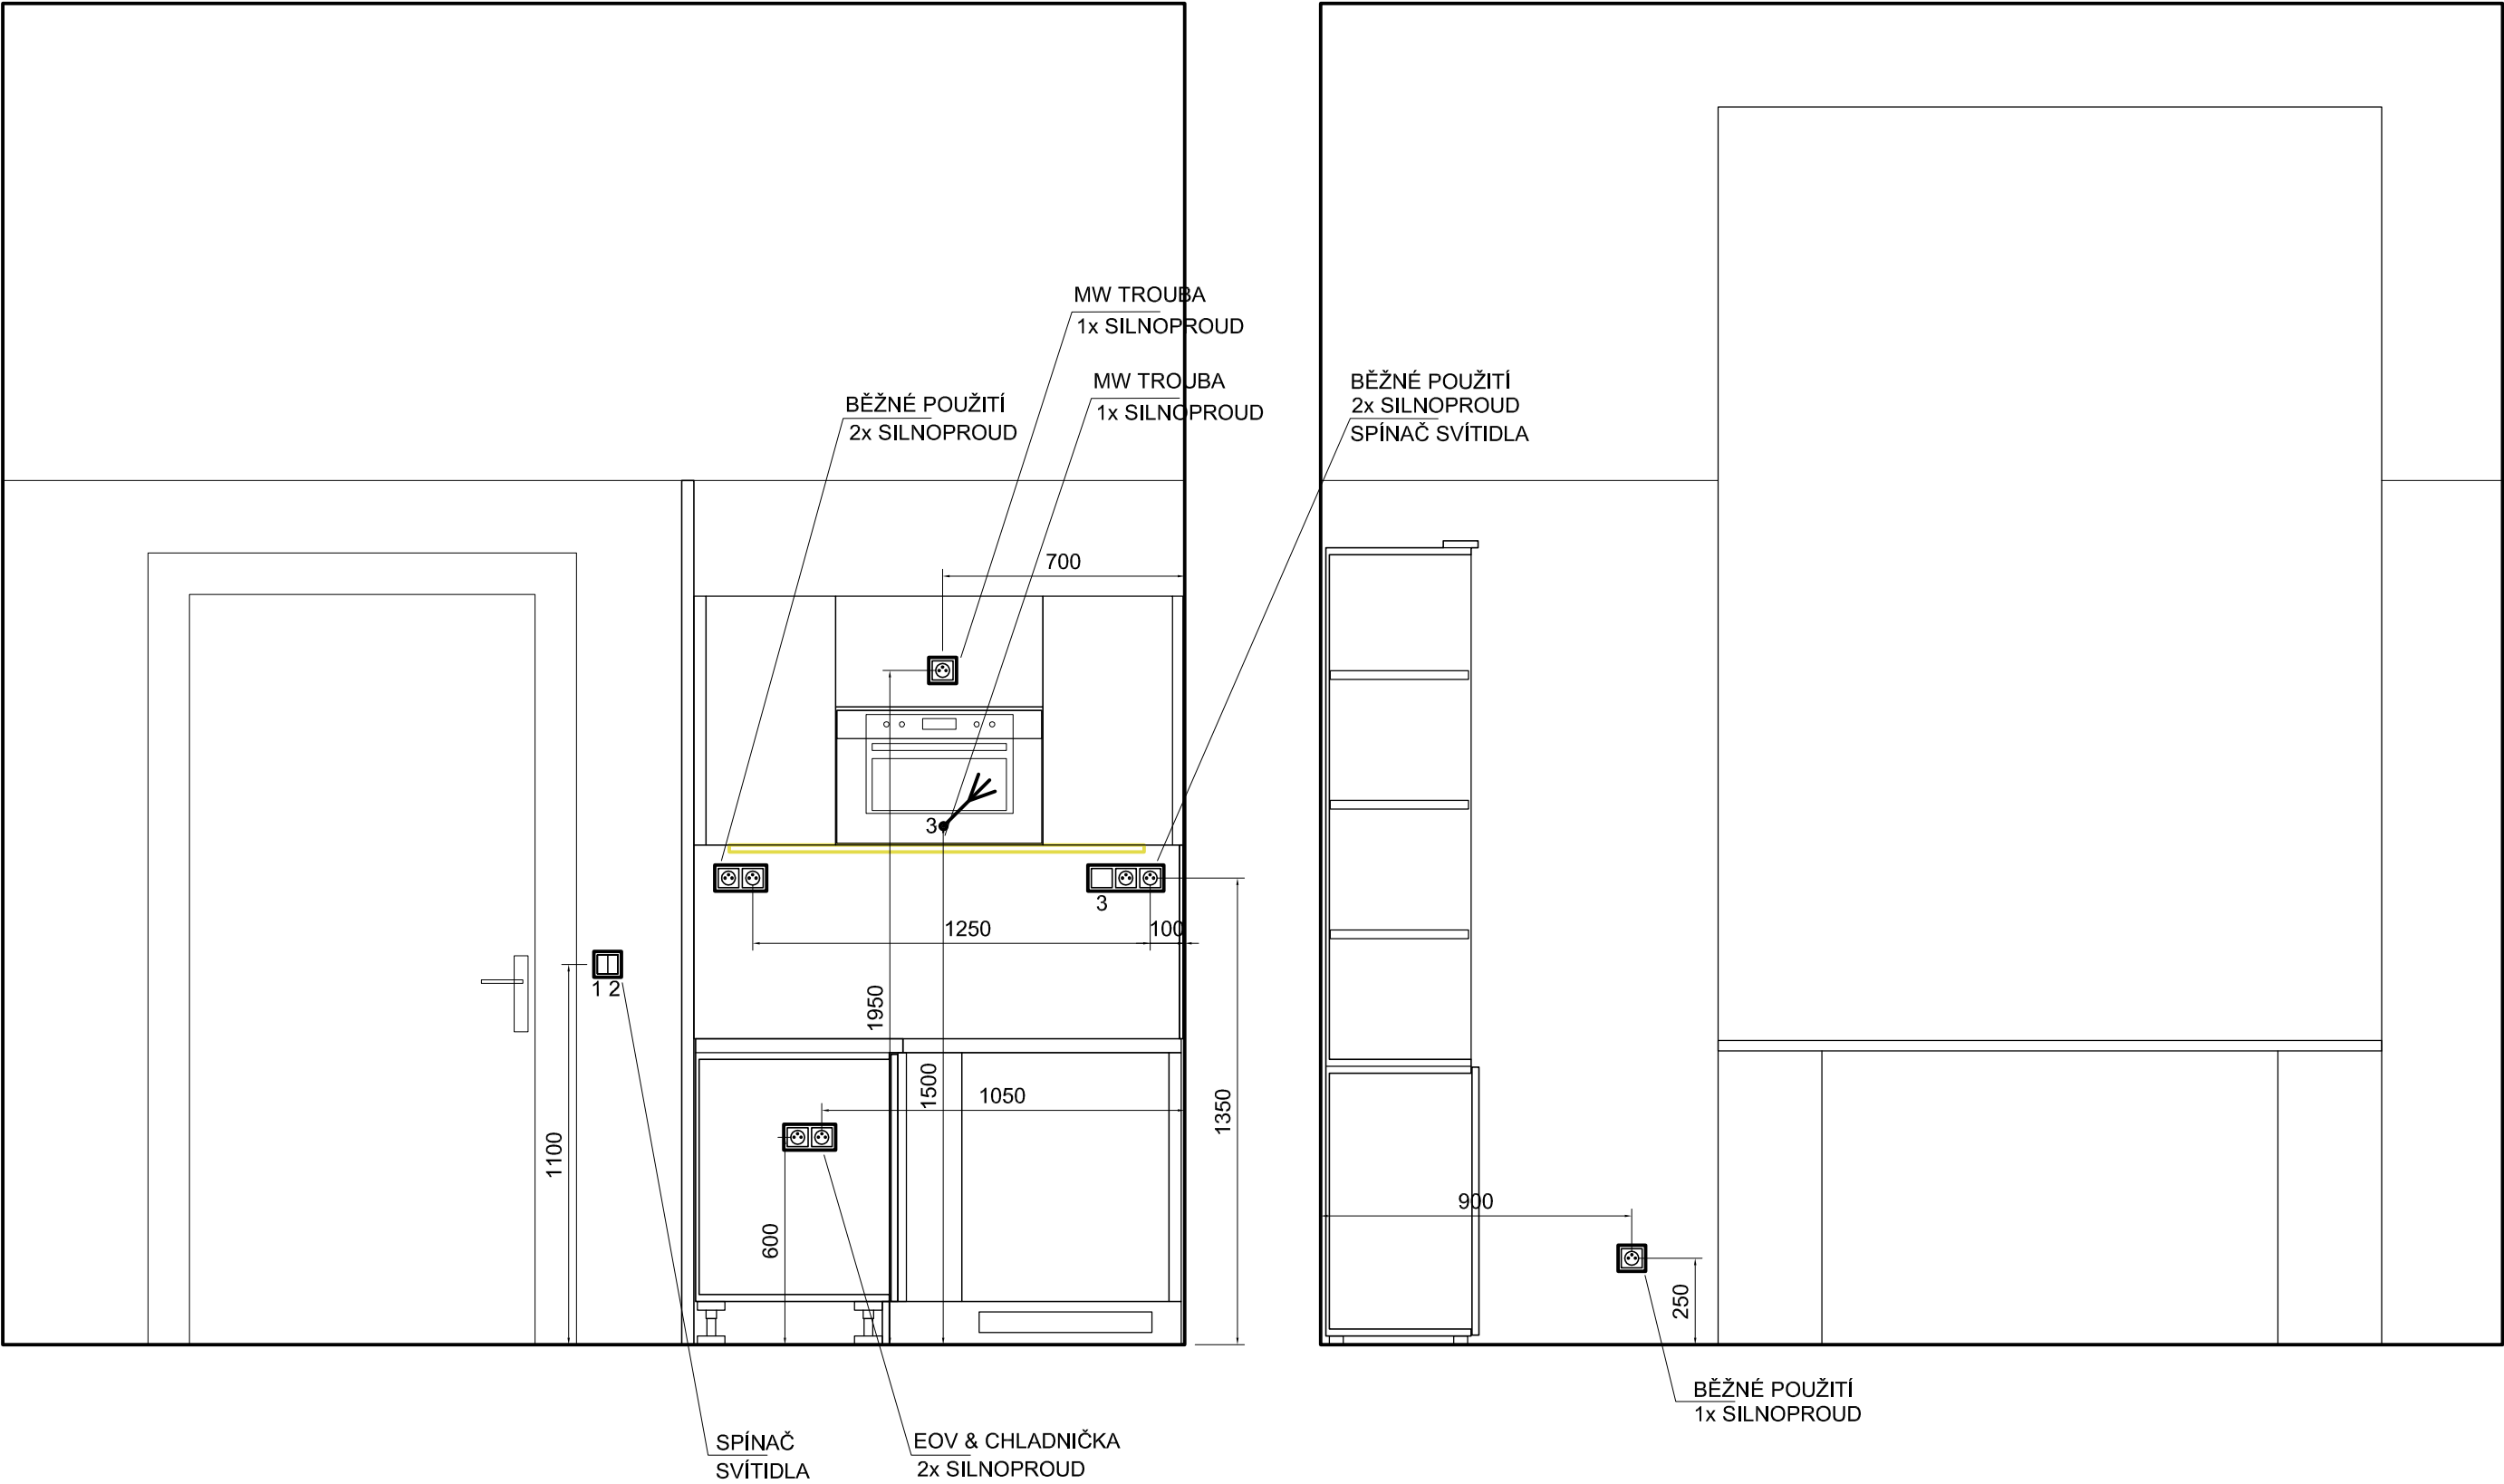 MW TROUBA
1x SILNOPROUD
MW TROUBA
1x SILNOPROUD
BĚŽNÉ POUŽITÍ
2x SILNOPROUD
BĚŽNÉ POUŽITÍ
2x SILNOPROUD
SPÍNAČ SVÍTIDLA
700
3
3
1250
100
1 2
1950
1500
1050
1350
1100
600
900
250
BĚŽNÉ POUŽITÍ
1x SILNOPROUD
SPÍNAČ
SVÍTIDLA
EOV & CHLADNIČKA
2x SILNOPROUD